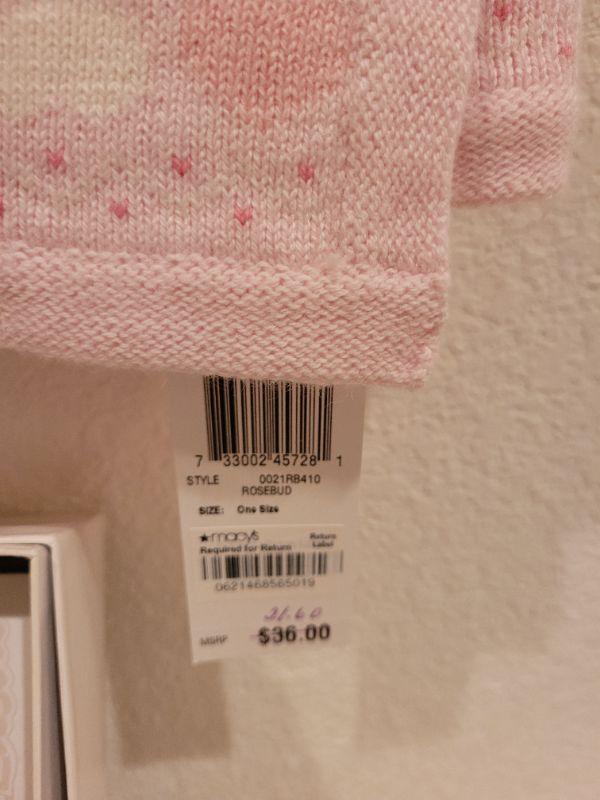 7 33002 45728 1
STYLE 0021RB410
ROSEBUD
SIZE: One Size
★macy's Return
Required for Return Label
0621468565019
21.60
MSRP $36.00